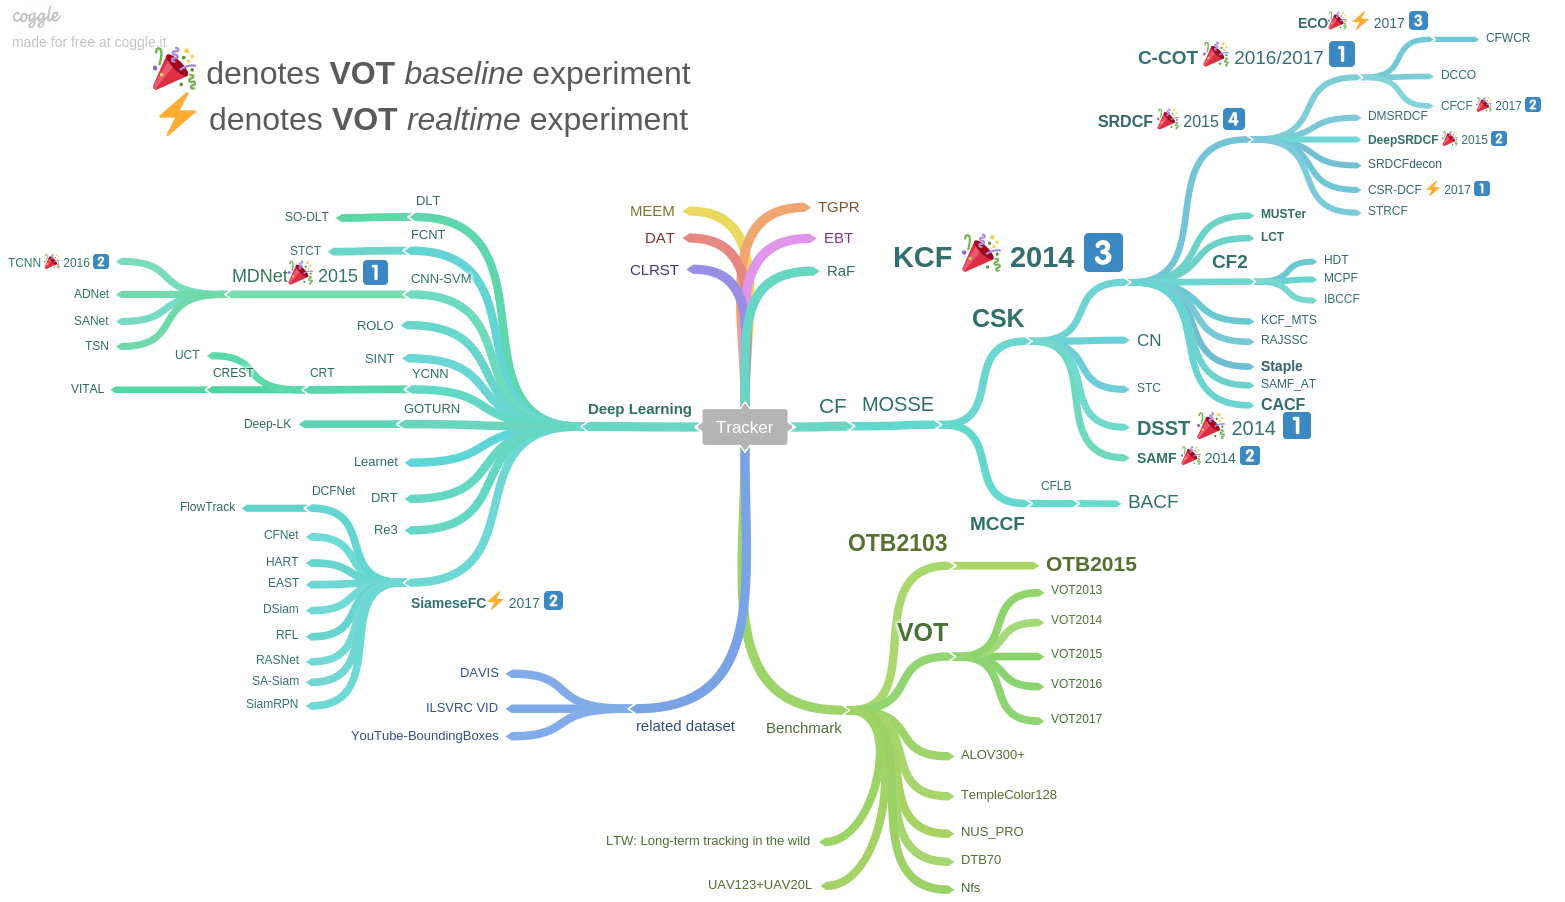 coggle
made for free at coggle.it
🎉 denotes VOT baseline experiment
⚡ denotes VOT realtime experiment
ECO🎉⚡ 2017 3️⃣
CFWCR
C-COT 🎉 2016/2017 1️⃣
DCCO
CFCF 🎉 2017 2️⃣
SRDCF 🎉 2015 4️⃣
DMSRDCF
DeepSRDCF 🎉 2015 2️⃣
SRDCFdecon
CSR-DCF ⚡ 2017 1️⃣
STRCF
MUSTer
LCT
KCF 🎉 2014 3️⃣
CF2
HDT
MCPF
IBCCF
KCF_MTS
RAJSSC
Staple
SAMF_AT
CACF
CSK
CN
STC
DSST 🎉 2014 1️⃣
SAMF 🎉 2014 2️⃣
CF
MOSSE
CFLB
BACF
MCCF
MEEM
DAT
CLRST
TGPR
EBT
RaF
Tracker
Deep Learning
DLT
SO-DLT
FCNT
STCT
CNN-SVM
MDNet🎉 2015 1️⃣
TCNN 🎉 2016 2️⃣
ADNet
SANet
TSN
ROLO
SINT
YCNN
CRT
UCT
CREST
VITAL
GOTURN
Deep-LK
Learnet
DRT
Re3
DCFNet
FlowTrack
CFNet
HART
EAST
DSiam
RFL
RASNet
SA-Siam
SiamRPN
SiameseFC⚡ 2017 2️⃣
DAVIS
ILSVRC VID
YouTube-BoundingBoxes
related dataset
Benchmark
OTB2103
OTB2015
VOT
VOT2013
VOT2014
VOT2015
VOT2016
VOT2017
ALOV300+
TempleColor128
NUS_PRO
DTB70
Nfs
LTW: Long-term tracking in the wild
UAV123+UAV20L